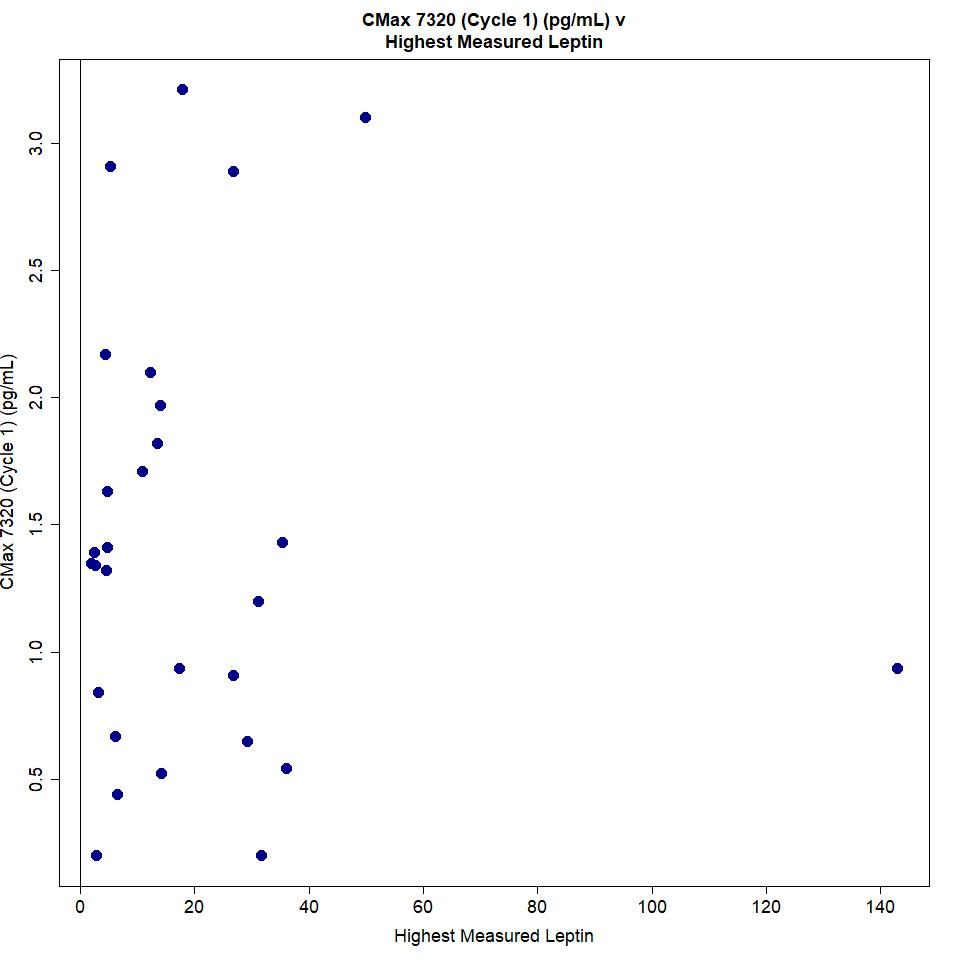 CMax 7320 (Cycle 1) (pg/mL) v
Highest Measured Leptin
CMax 7320 (Cycle 1) (pg/mL)
3.0
2.5
2.0
1.5
1.0
0.5
0 20 40 60 80 100 120 140
Highest Measured Leptin